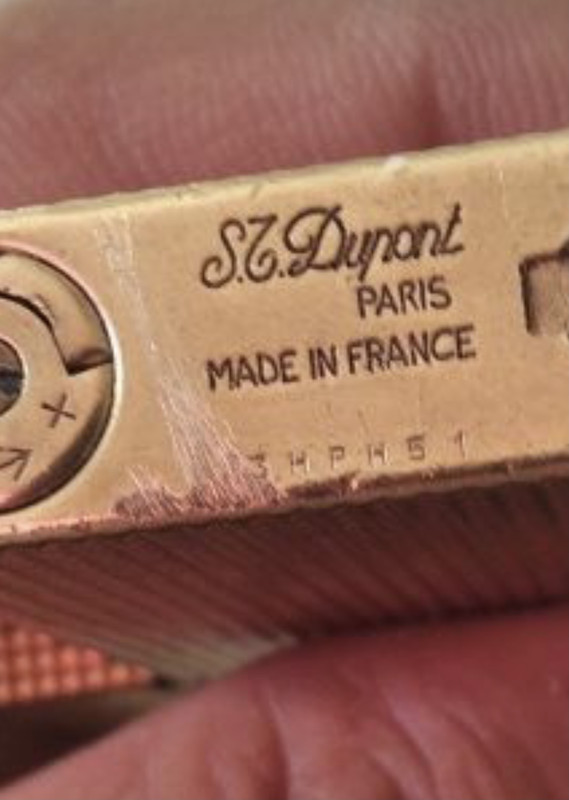 S.T. Dupont
PARIS
MADE IN FRANCE
3HPH51
+